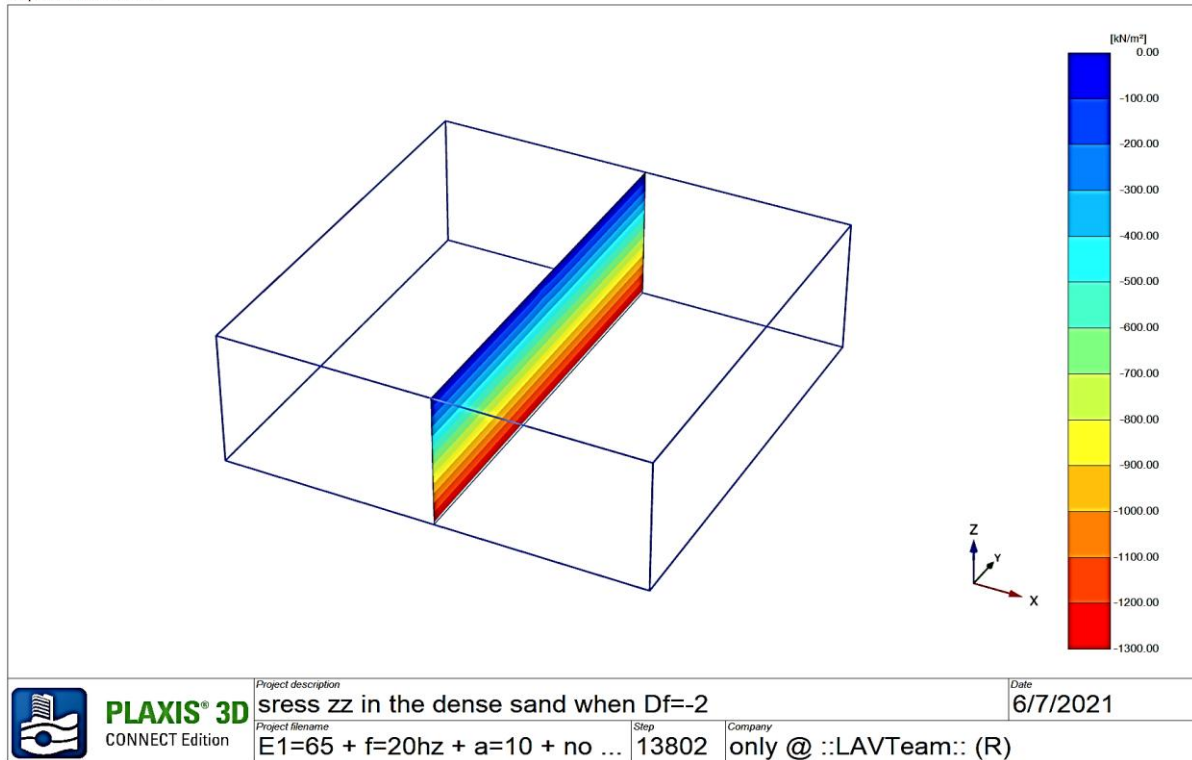 [kN/m²]
0.00
-100.00
-200.00
-300.00
-400.00
-500.00
-600.00
-700.00
-800.00
-900.00
-1000.00
-1100.00
-1200.00
-1300.00
Z
Y
X
PLAXIS® 3D
CONNECT Edition
Project description
sress zz in the dense sand when Df=-2
Date
6/7/2021
Project filename
E1=65 + f=20hz + a=10 + no ...
Step
13802
Company
only @ ::LAVTeam:: (R)